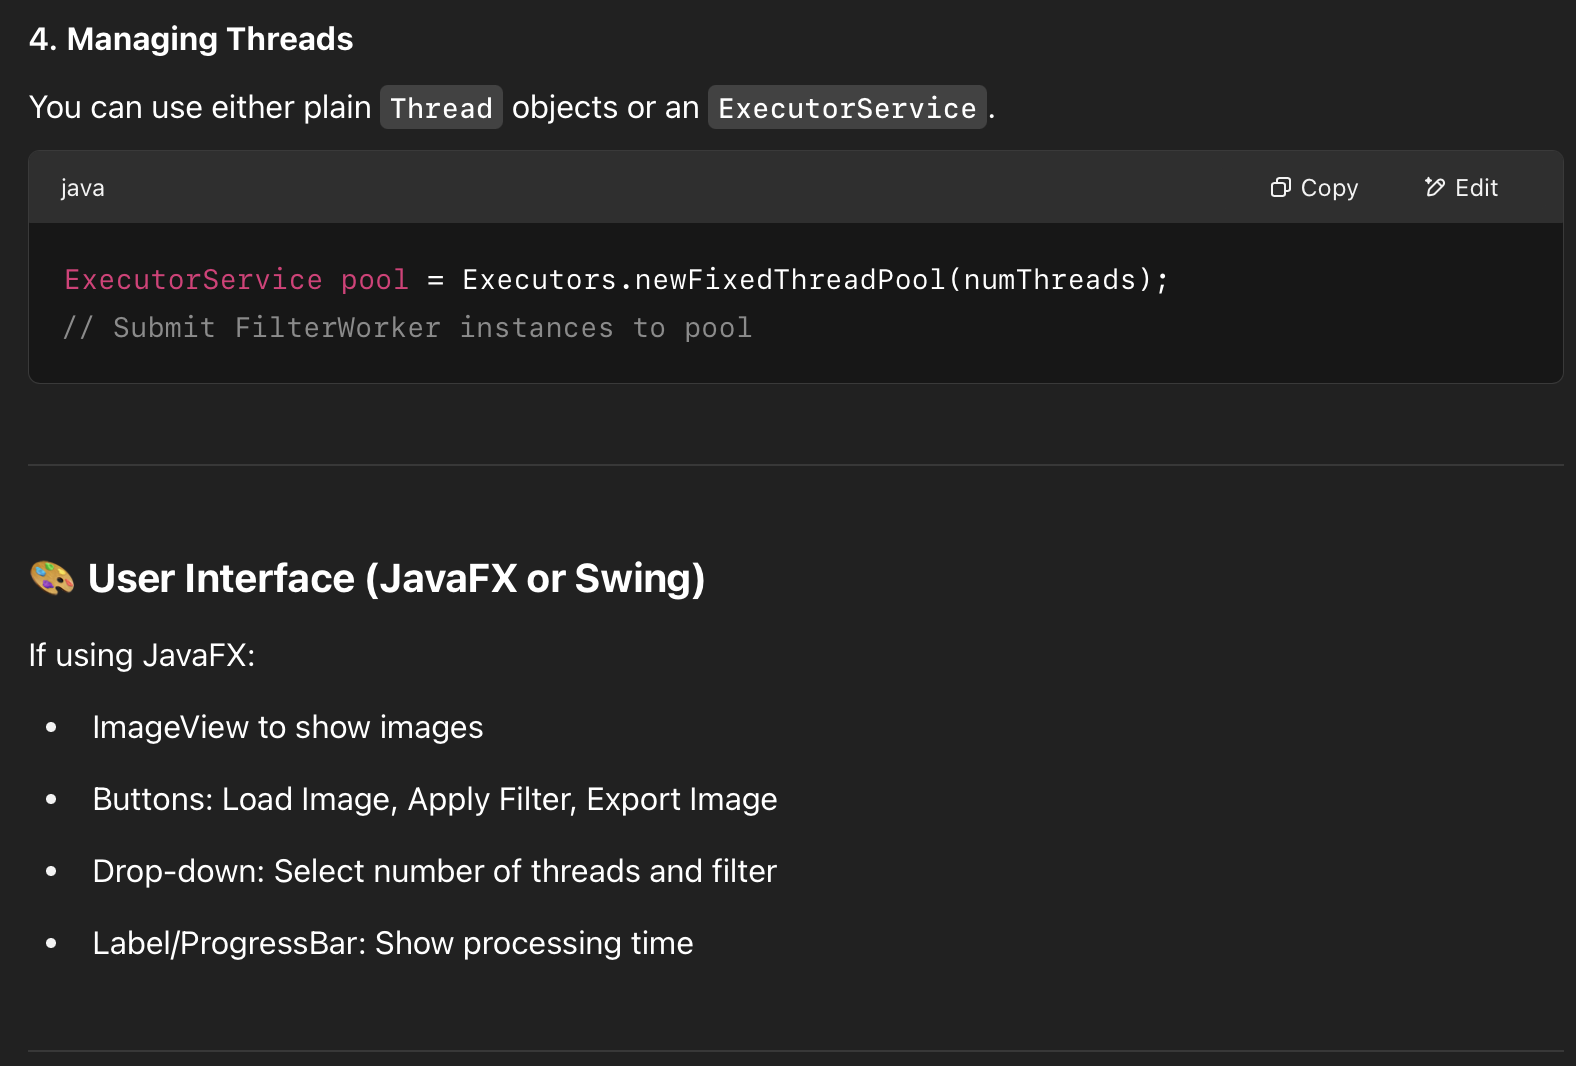 4. Managing Threads
You can use either plain Thread objects or an ExecutorService.
java
Copy
Edit
ExecutorService pool = Executors.newFixedThreadPool(numThreads);
// Submit FilterWorker instances to pool
🎨 User Interface (JavaFX or Swing)
If using JavaFX:
• ImageView to show images
• Buttons: Load Image, Apply Filter, Export Image
• Drop-down: Select number of threads and filter
• Label/ProgressBar: Show processing time